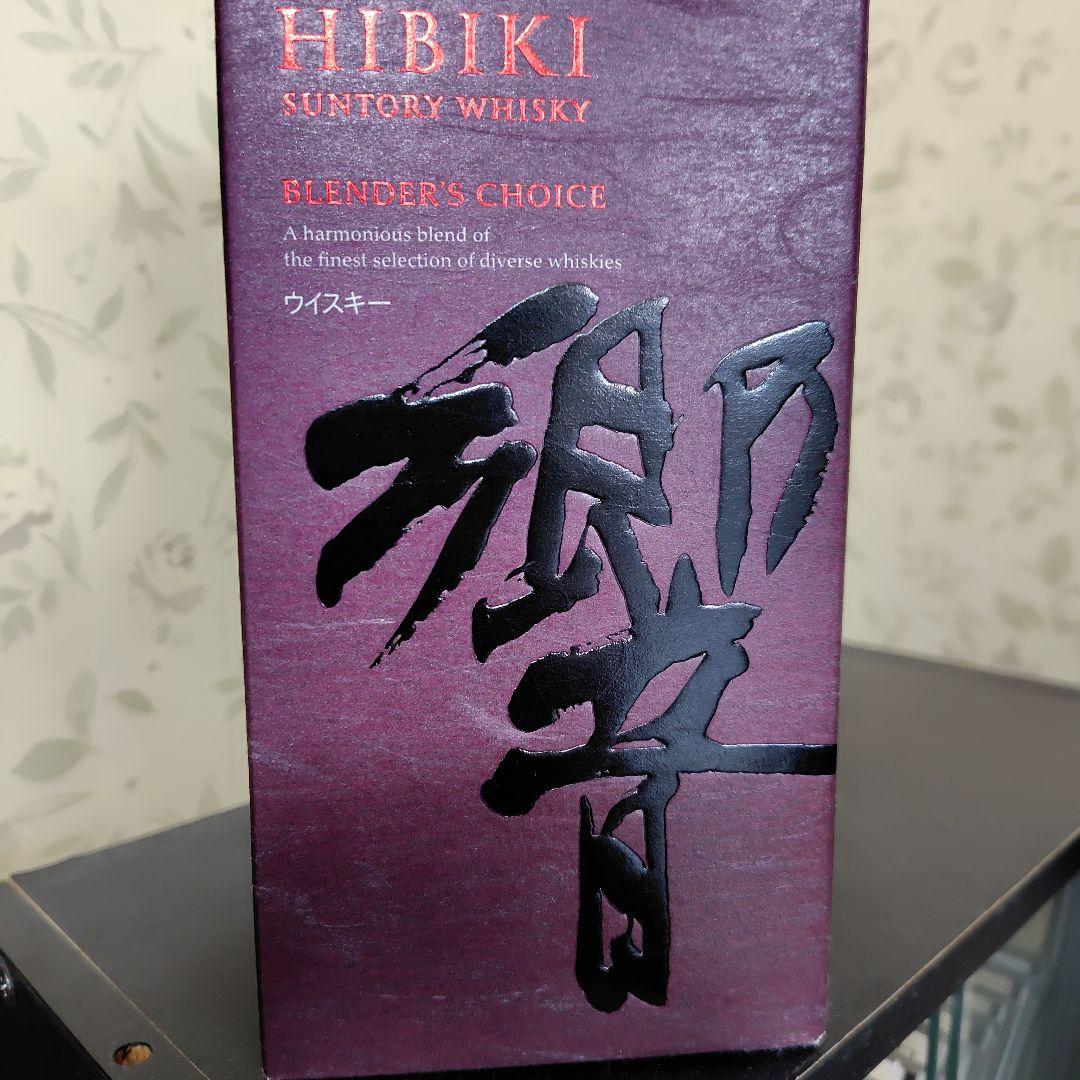 HIBIKI
SUNTORY WHISKY
BLENDER'S CHOICE
A harmonious blend of
the finest selection of diverse whiskies
ウイスキー
響